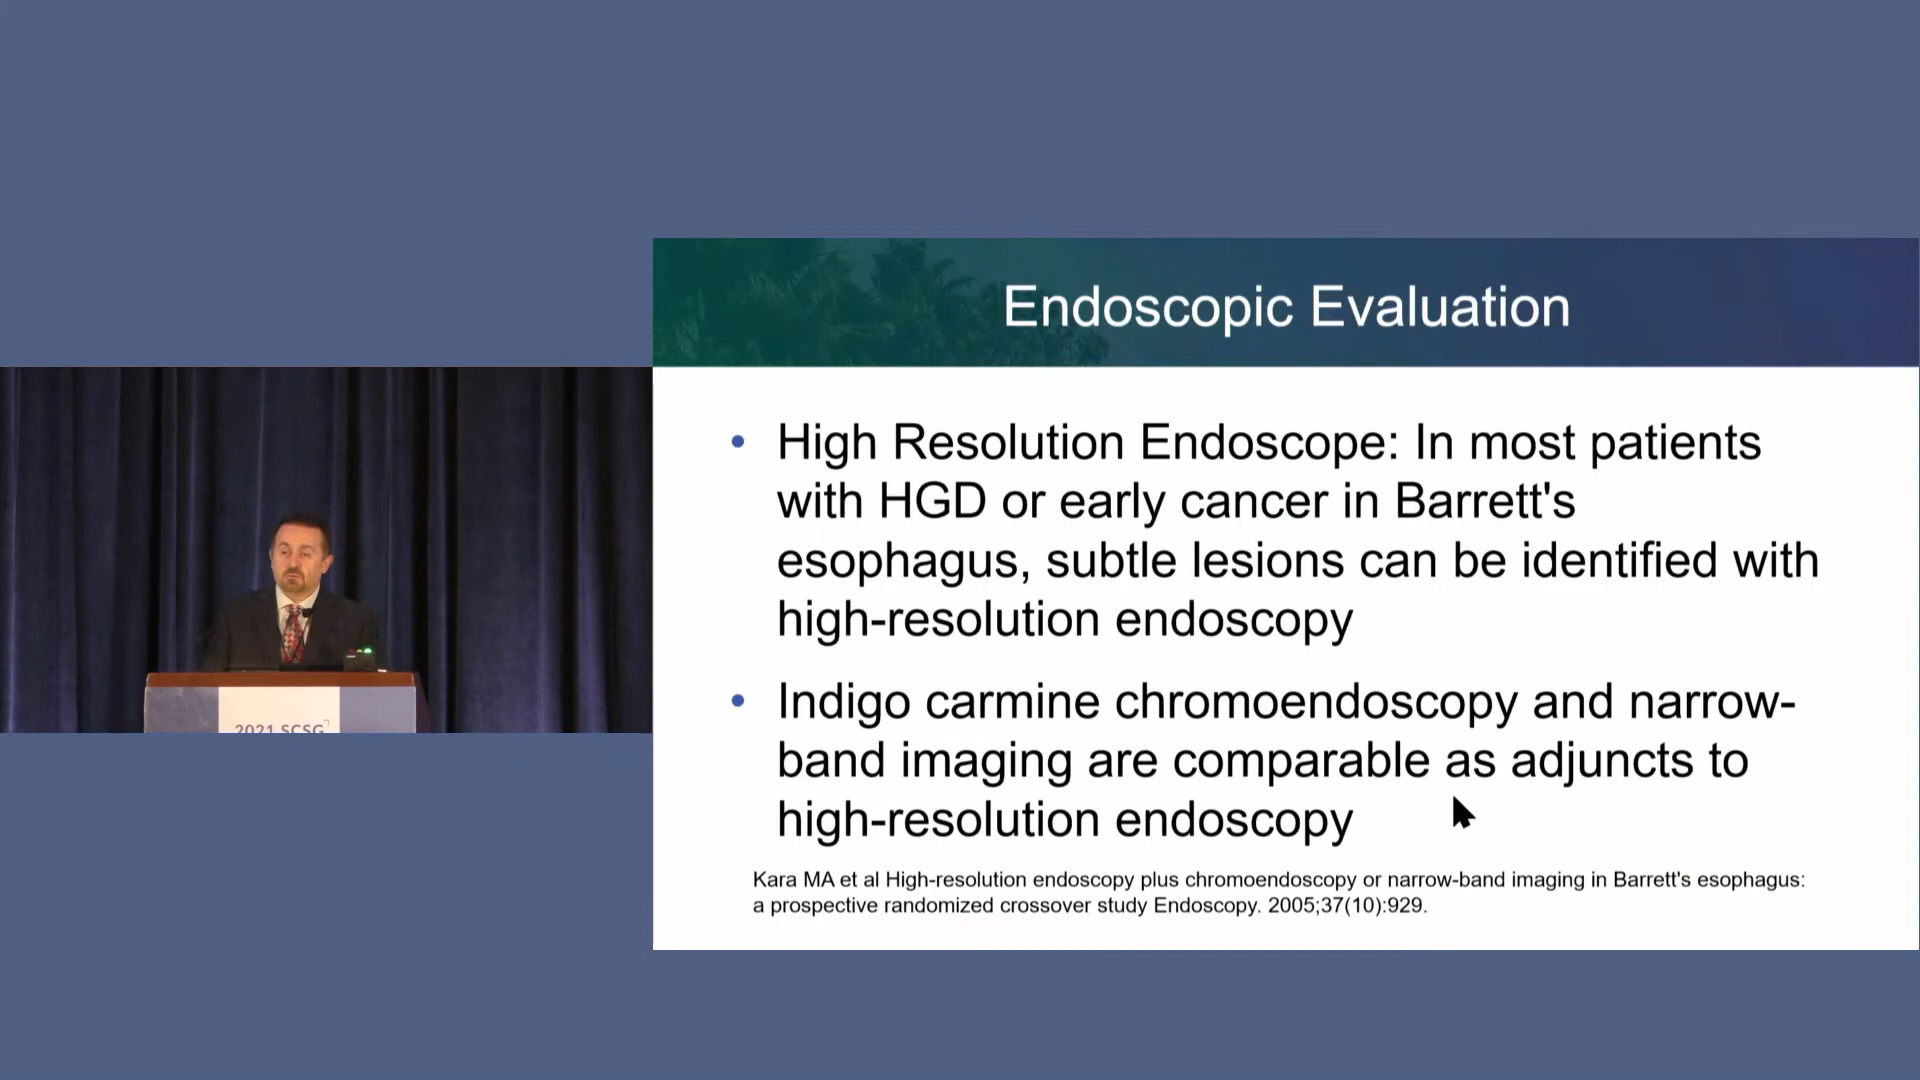 Endoscopic Evaluation
• High Resolution Endoscope: In most patients
with HGD or early cancer in Barrett's
esophagus, subtle lesions can be identified with
high-resolution endoscopy
• Indigo carmine chromoendoscopy and narrow-
band imaging are comparable as adjuncts to
high-resolution endoscopy
Kara MA et al High-resolution endoscopy plus chromoendoscopy or narrow-band imaging in Barrett's esophagus:
a prospective randomized crossover study Endoscopy. 2005;37(10):929.
2021 SCSG